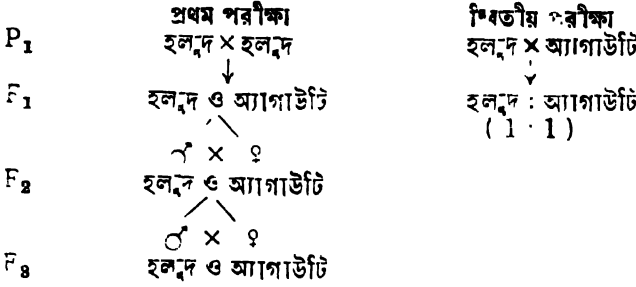 প্রথম পরীক্ষা দ্বিতীয় পরীক্ষা
P₁ হলুদ × হলুদ হলুদ × অ্যাগাউটি
F₁ হলুদ ও অ্যাগাউটি হলুদ : অ্যাগাউটি
( 1 · 1 )
♂ × ♀
F₂ হলুদ ও অ্যাগাউটি
♂ × ♀
F₃ হলুদ ও অ্যাগাউটি